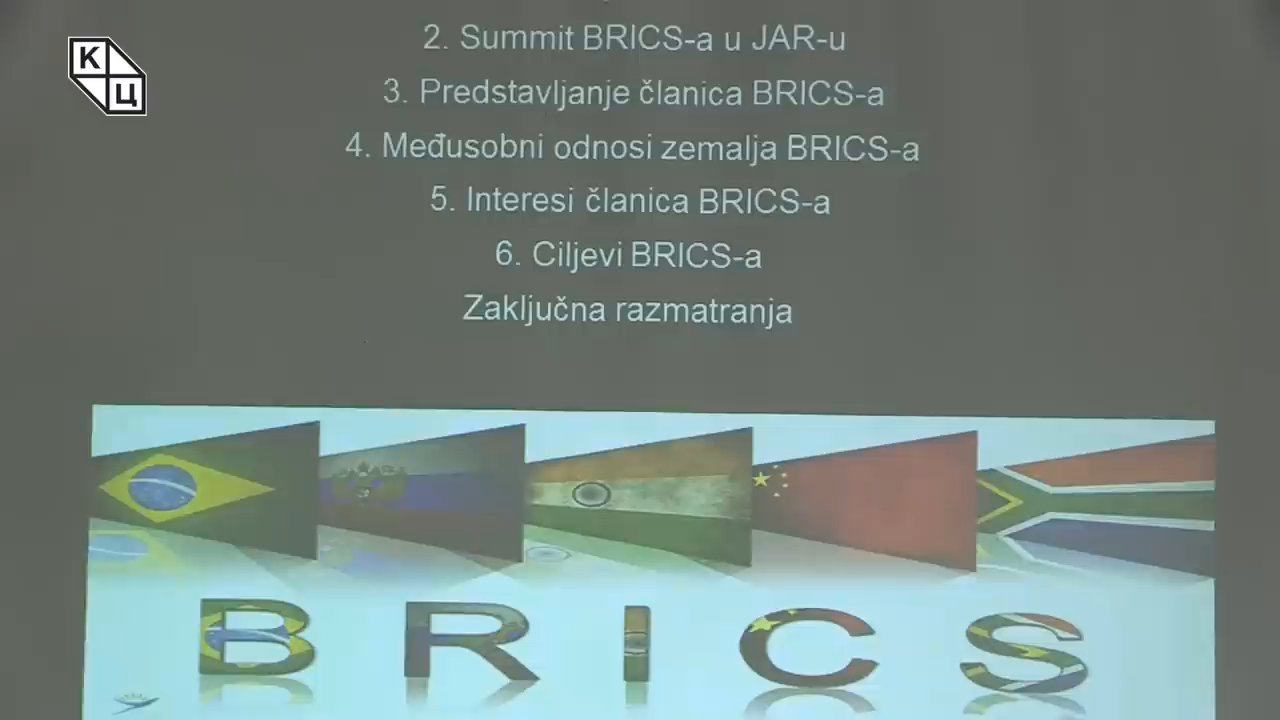 К
Ц
2. Summit BRICS-a u JAR-u
3. Predstavljanje članica BRICS-a
4. Međusobni odnosi zemalja BRICS-a
5. Interesi članica BRICS-a
6. Ciljevi BRICS-a
Zaključna razmatranja
BRICS